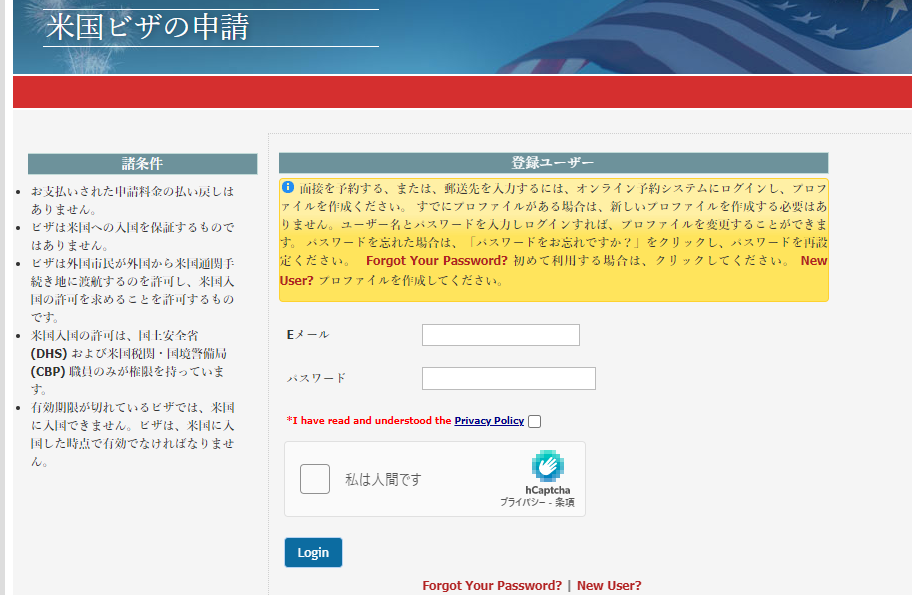 米国ビザの申請
諸条件
お支払いされた申請料金の払い戻しは
ありません。
ビザは米国への入国を保証するもので
はありません。
ビザは外国市民が外国から米国通関手
続き地に渡航するのを許可し、米国入
国の許可を求めることを許可するもの
です。
米国入国の許可は、国土安全省
(DHS) および米国税関・国境警備局
(CBP) 職員のみが権限を持っていま
す。
有効期限が切れているビザでは、米国
に入国できません。ビザは、米国に入
国した時点で有効でなければなりませ
ん。
登録ユーザー
面接を予約する、または、郵送先を入力するには、オンライン予約システムにログインし、プロフ
ァイルを作成ください。 すでにプロファイルがある場合は、新しいプロファイルを作成する必要はあ
りません。ユーザー名とパスワードを入力しログインすれば、プロファイルを変更することができま
す。 パスワードを忘れた場合は、「パスワードをお忘れですか？」をクリックし、パスワードを再設
定ください。 Forgot Your Password? 初めて利用する場合は、クリックしてください。 New
User? プロファイルを作成してください。
Eメール
パスワード
*I have read and understood the Privacy Policy
私は人間です
hCaptcha
プライバシー - 条項
Login
Forgot Your Password? | New User?